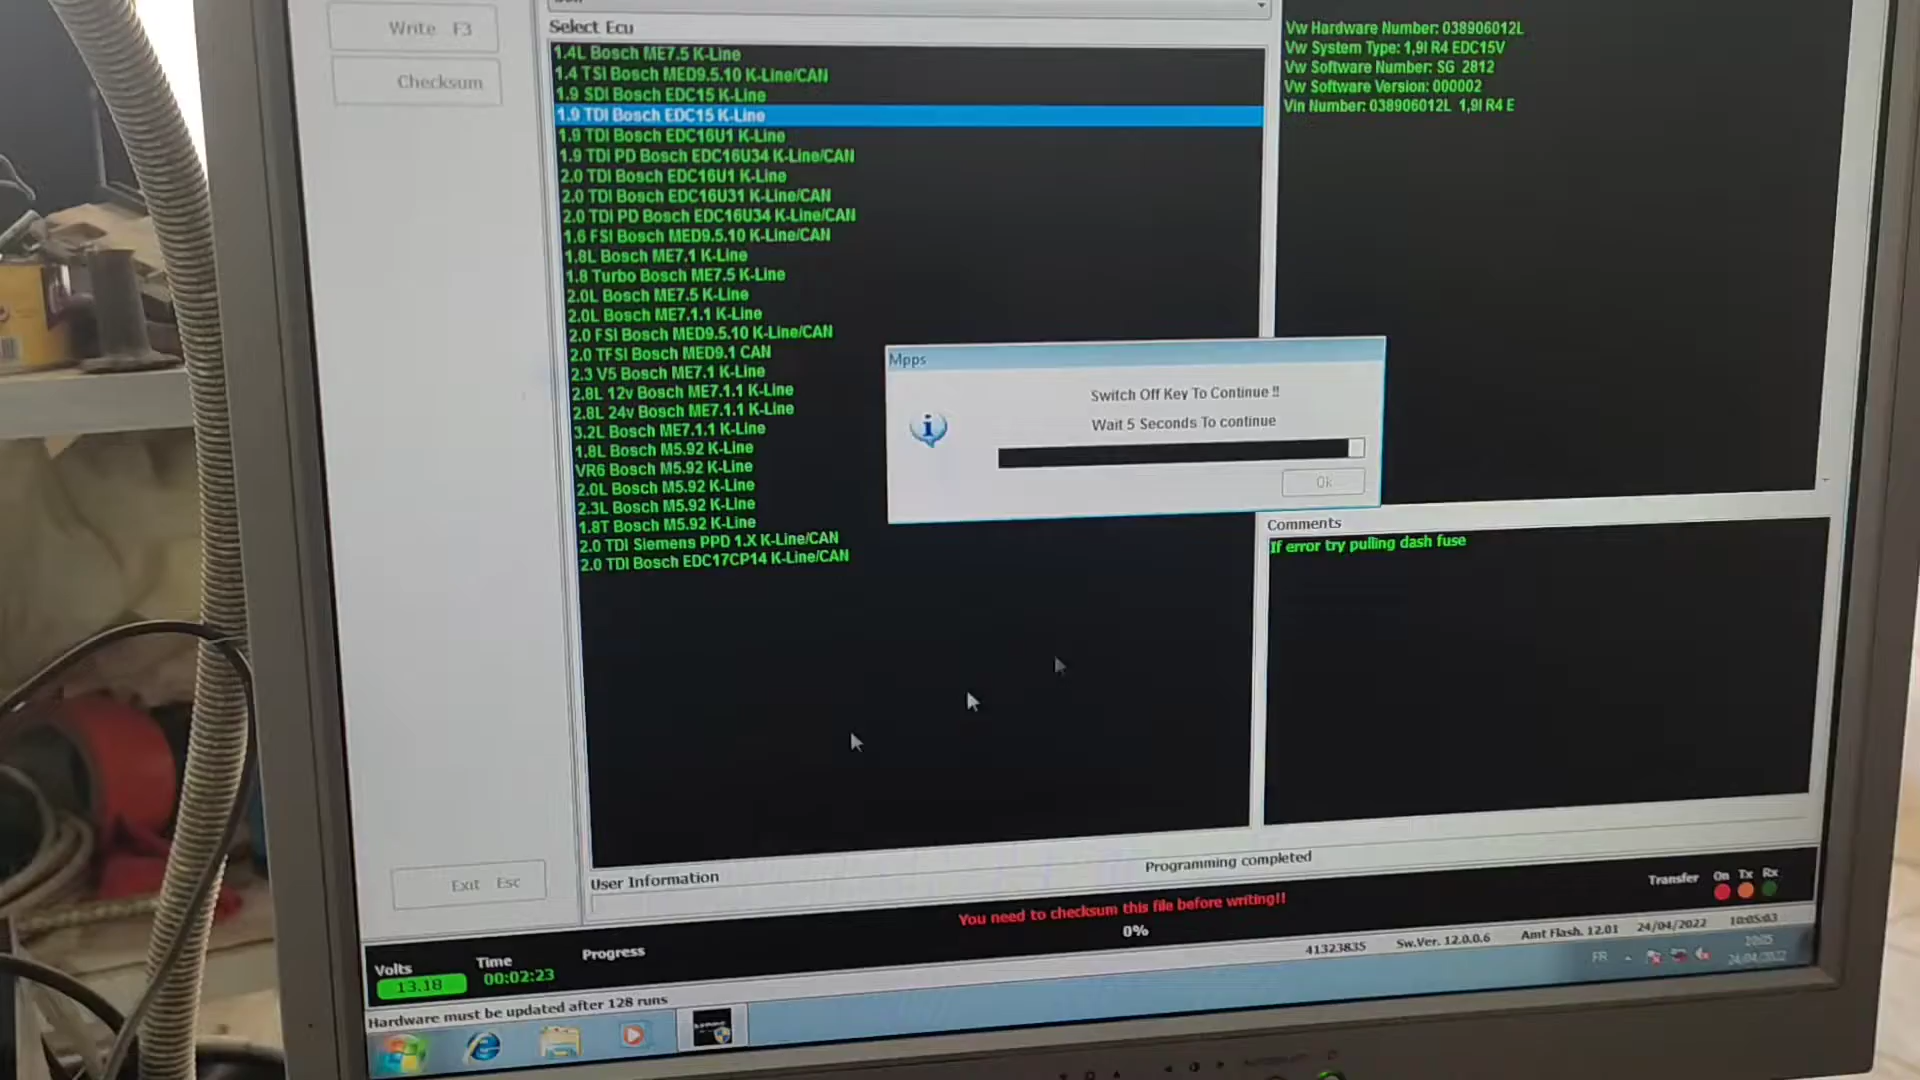 Write F3
Checksum
Select Ecu
1.4L Bosch ME7.5 K-Line
1.4 TSI Bosch MED9.5.10 K-Line/CAN
1.9 SDI Bosch EDC15 K-Line
1.9 TDI Bosch EDC15 K-Line
1.9 TDI Bosch EDC16U1 K-Line
1.9 TDI PD Bosch EDC16U34 K-Line/CAN
2.0 TDI Bosch EDC16U1 K-Line
2.0 TDI Bosch EDC16U31 K-Line/CAN
2.0 TDI PD Bosch EDC16U34 K-Line/CAN
1.6 FSI Bosch MED9.5.10 K-Line/CAN
1.8L Bosch ME7.1 K-Line
1.8 Turbo Bosch ME7.5 K-Line
2.0L Bosch ME7.5 K-Line
2.0L Bosch ME7.1.1 K-Line
2.0 FSI Bosch MED9.5.10 K-Line/CAN
2.0 TFSI Bosch MED9.1 CAN
2.3 V5 Bosch ME7.1 K-Line
2.8L 12v Bosch ME7.1.1 K-Line
2.8L 24v Bosch ME7.1.1 K-Line
3.2L Bosch ME7.1.1 K-Line
1.8L Bosch M5.92 K-Line
VR6 Bosch M5.92 K-Line
2.0L Bosch M5.92 K-Line
2.3L Bosch M5.92 K-Line
1.8T Bosch M5.92 K-Line
2.0 TDI Siemens PPD 1.X K-Line/CAN
2.0 TDI Bosch EDC17CP14 K-Line/CAN
Vw Hardware Number: 038906012L
Vw System Type: 1,9l R4 EDC15V
Vw Software Number: SG 2812
Vw Software Version: 000002
Vin Number: 038906012L 1,9l R4 E
Mpps
Switch Off Key To Continue !!
Wait 5 Seconds To continue
Ok
Comments
If error try pulling dash fuse
Exit Esc
User Information
Programming completed
You need to checksum this file before writing!!
0%
Transfer On Tx Rx
Volts
13.18
Time
00:02:23
Progress
41323835 Sw.Ver. 12.0.0.6 Amt Flash. 12.01 24/04/2022 10:05:03
Hardware must be updated after 128 runs
FR
10:05
24/04/2022